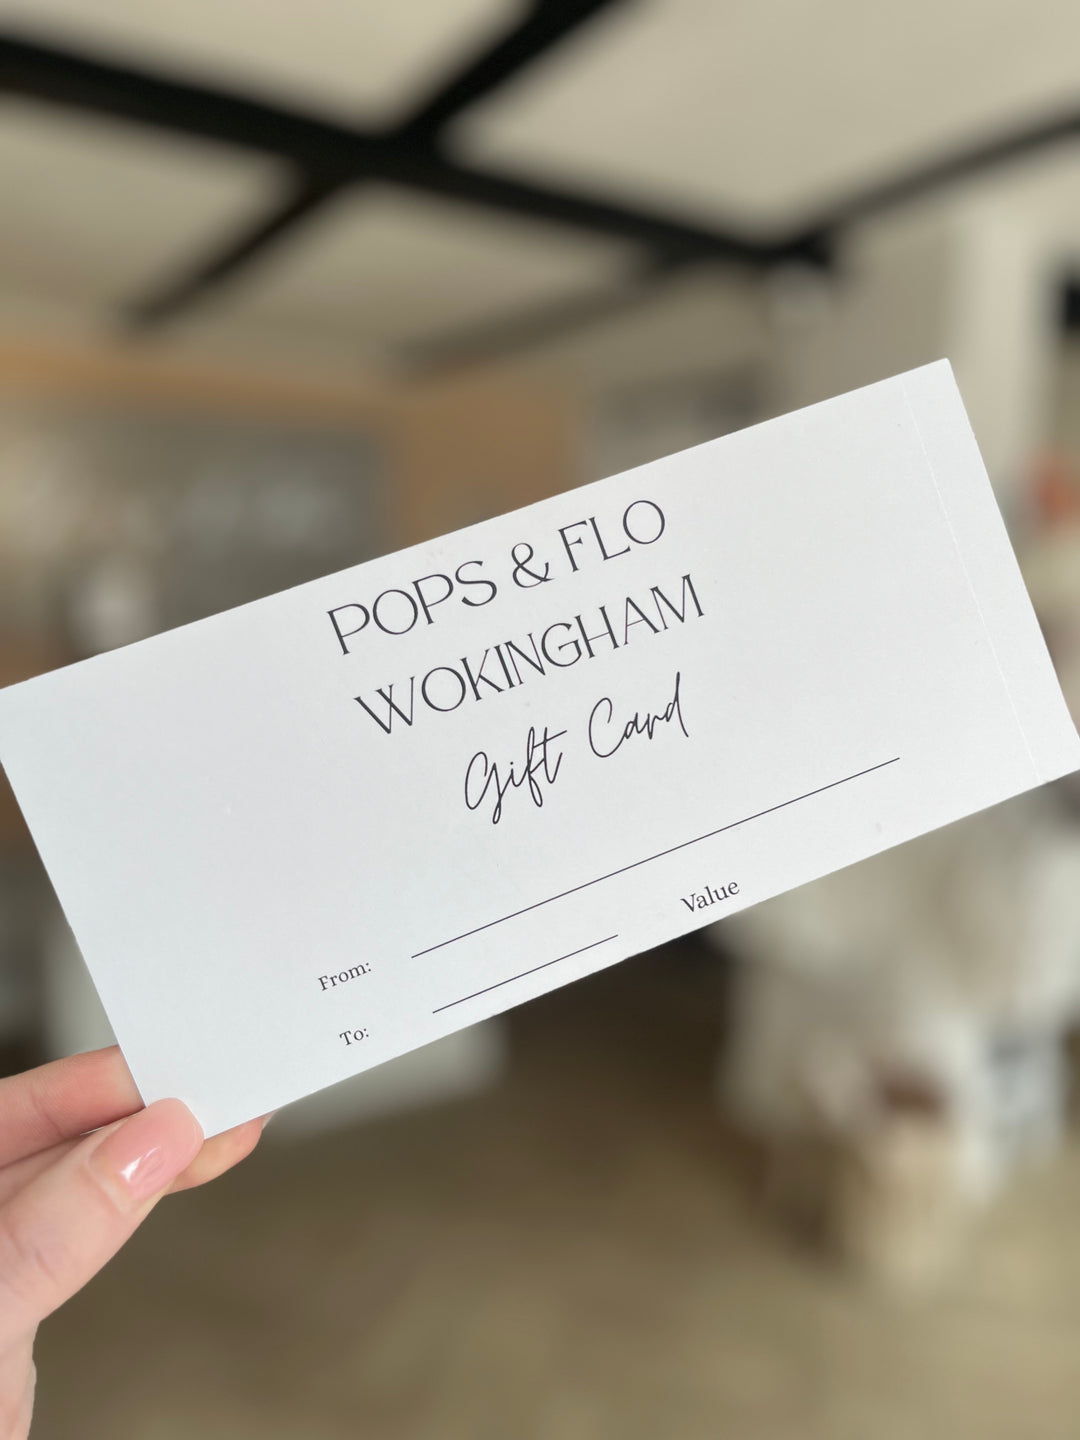 POPS & FLO
WOKINGHAM
Gift Card
From:
To:
Value